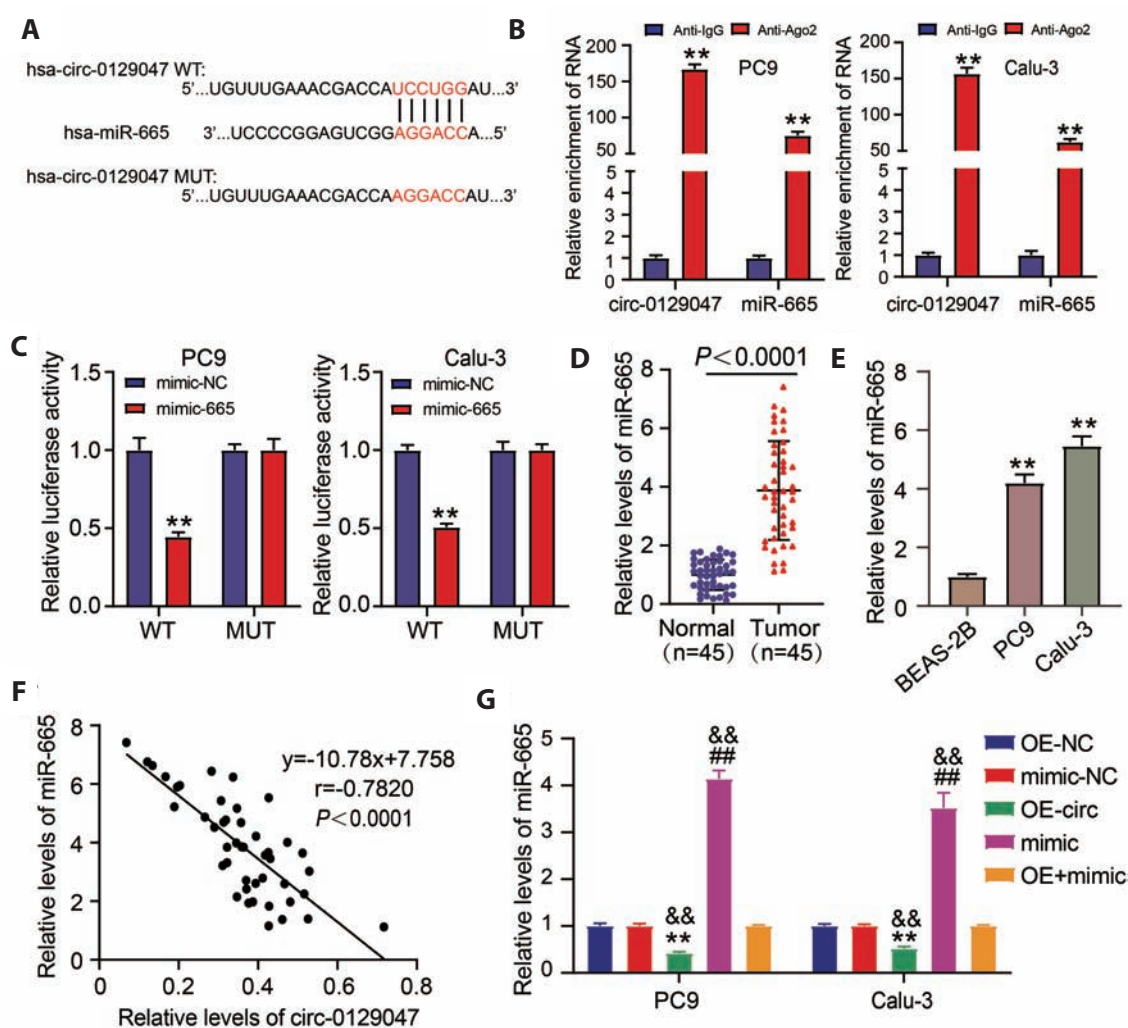 A
hsa-circ-0129047 WT:
5'...UGUUUGAAACGACCAUCCUGGAU...3'
hsa-miR-665 3'...UCCCCGGAGUCGGAGGACCA...5'
hsa-circ-0129047 MUT:
5'...UGUUUGAAACGACCAAGGACCAU...3'
B
Anti-IgG Anti-Ago2
PC9
Relative enrichment of RNA
200
150
100
50
5
4
3
2
1
0
**
**
circ-0129047 miR-665
Anti-IgG Anti-Ago2
Calu-3
Relative enrichment of RNA
200
150
100
50
5
4
3
2
1
0
**
**
circ-0129047 miR-665
C
PC9
mimic-NC
mimic-665
Relative luciferase activity
1.5
1.0
0.5
0.0
**
WT MUT
Calu-3
mimic-NC
mimic-665
Relative luciferase activity
1.5
1.0
0.5
0.0
**
WT MUT
D
P<0.0001
Relative levels of miR-665
8
6
4
2
0
Normal Tumor
(n=45) (n=45)
E
Relative levels of miR-665
8
6
4
2
0
**
**
BEAS-2B
PC9
Calu-3
F
Relative levels of miR-665
8
6
4
2
0
y=-10.78x+7.758
r=-0.7820
P<0.0001
0.0 0.2 0.4 0.6 0.8
Relative levels of circ-0129047
G
Relative levels of miR-665
5
4
3
2
1
0
&&
**
&&
##
&&
**
&&
##
PC9 Calu-3
OE-NC
mimic-NC
OE-circ
mimic
OE+mimic